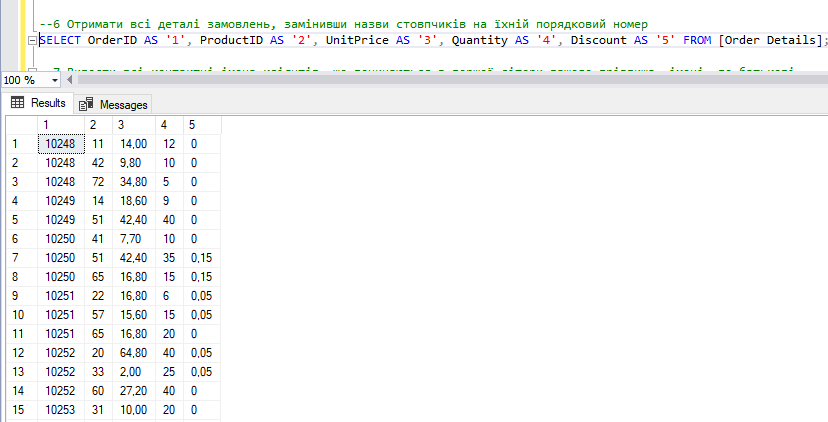 --6 Отримати всі деталі замовлень, замінивши назви стовпчиків на їхній порядковий номер
SELECT OrderID AS '1', ProductID AS '2', UnitPrice AS '3', Quantity AS '4', Discount AS '5' FROM [Order Details];
100 %
Results Messages
1 2 3 4 5
1 10248 11 14,00 12 0
2 10248 42 9,80 10 0
3 10248 72 34,80 5 0
4 10249 14 18,60 9 0
5 10249 51 42,40 40 0
6 10250 41 7,70 10 0
7 10250 51 42,40 35 0,15
8 10250 65 16,80 15 0,15
9 10251 22 16,80 6 0,05
10 10251 57 15,60 15 0,05
11 10251 65 16,80 20 0
12 10252 20 64,80 40 0,05
13 10252 33 2,00 25 0,05
14 10252 60 27,20 40 0
15 10253 31 10,00 20 0